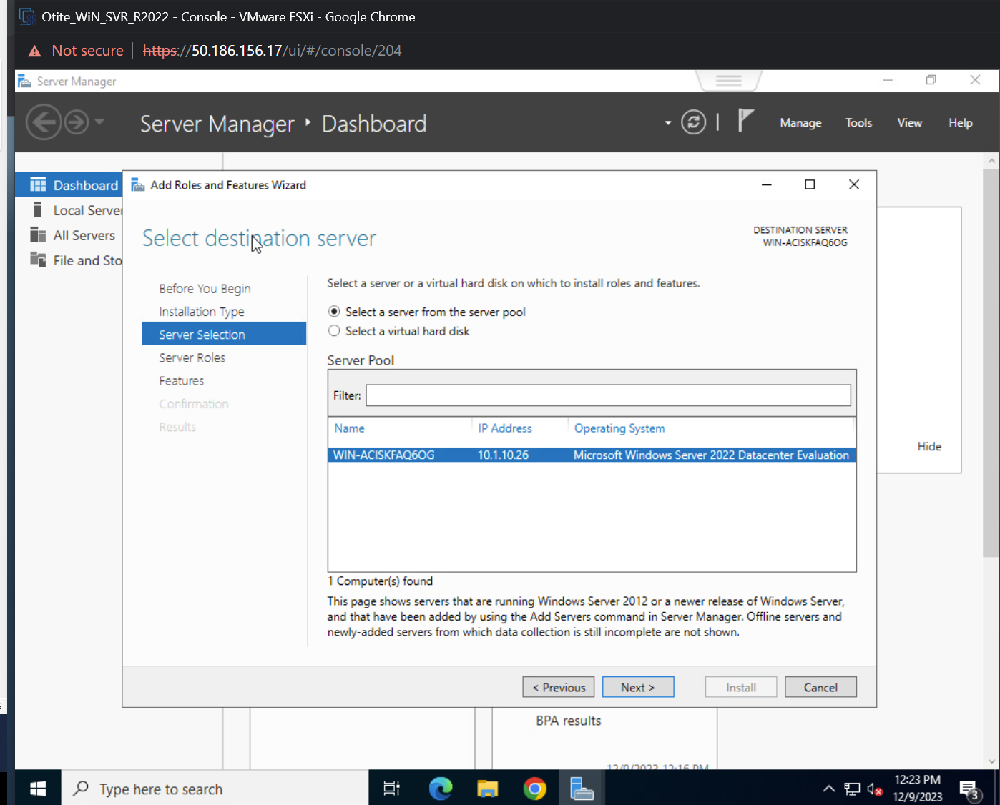 Otite_WiN_SVR_R2022 - Console - VMware ESXi - Google Chrome
Not secure | https://50.186.156.17/ui/#/console/204
Server Manager
Server Manager ‣ Dashboard
Manage Tools View Help
Dashboard
Local Server
All Servers
File and Sto
Add Roles and Features Wizard
Select destination server
DESTINATION SERVER
WIN-ACISKFAQ6OG
Before You Begin
Installation Type
Server Selection
Server Roles
Features
Confirmation
Results
Select a server or a virtual hard disk on which to install roles and features.
Select a server from the server pool
Select a virtual hard disk
Server Pool
Filter:
Name IP Address Operating System
WIN-ACISKFAQ6OG 10.1.10.26 Microsoft Windows Server 2022 Datacenter Evaluation
1 Computer(s) found
This page shows servers that are running Windows Server 2012 or a newer release of Windows Server,
and that have been added by using the Add Servers command in Server Manager. Offline servers and
newly-added servers from which data collection is still incomplete are not shown.
< Previous Next > Install Cancel
Hide
BPA results
12/9/2023 12:16 PM
Type here to search
12:23 PM
12/9/2023
3